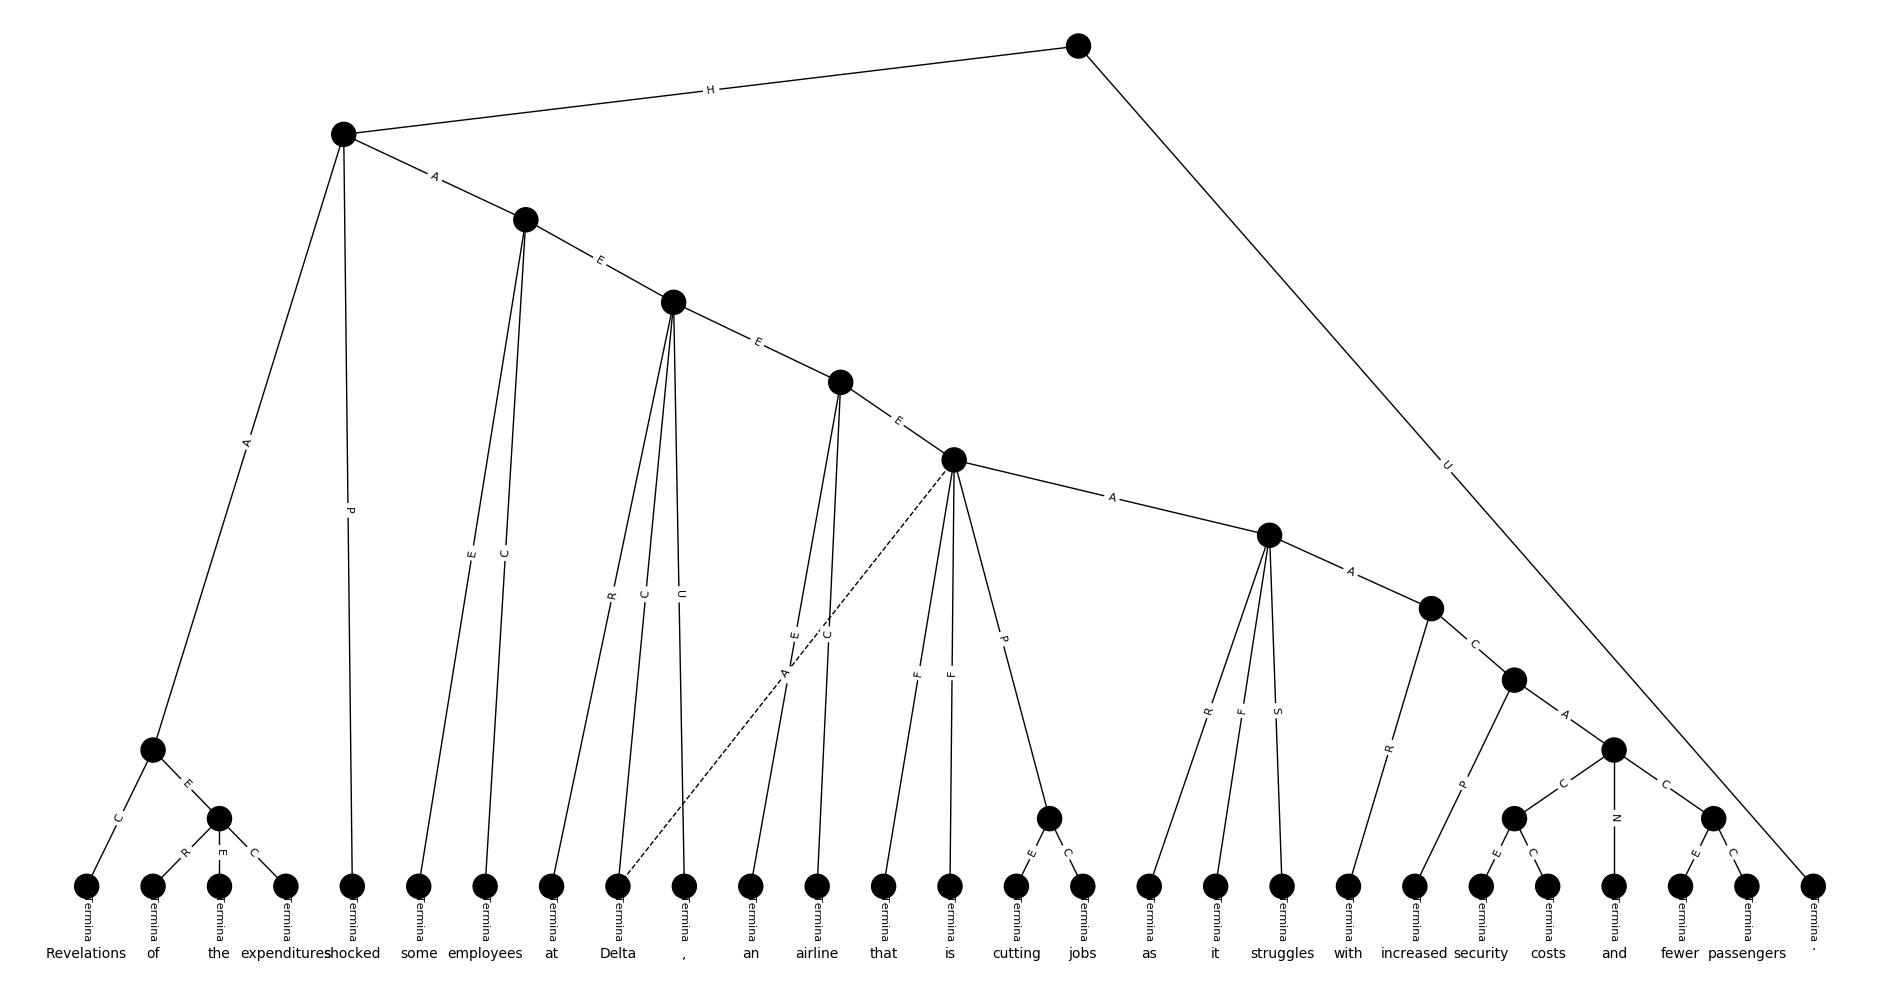 H
A
E
E
E
U
A
A
P
A
C
A
E
C
R
C
U
E
C
A
F
F
P
R
F
S
R
P
C
N
C
C
E
R
E
C
E
C
E
C
E
C
Termina Termina Termina Termina Termina Termina Termina Termina Termina Termina Termina Termina Termina Termina Termina Termina Termina Termina Termina Termina Termina Termina Termina Termina Termina Termina Termina
Revelations of the expenditures shocked some employees at Delta , an airline that is cutting jobs as it struggles with increased security costs and fewer passengers .